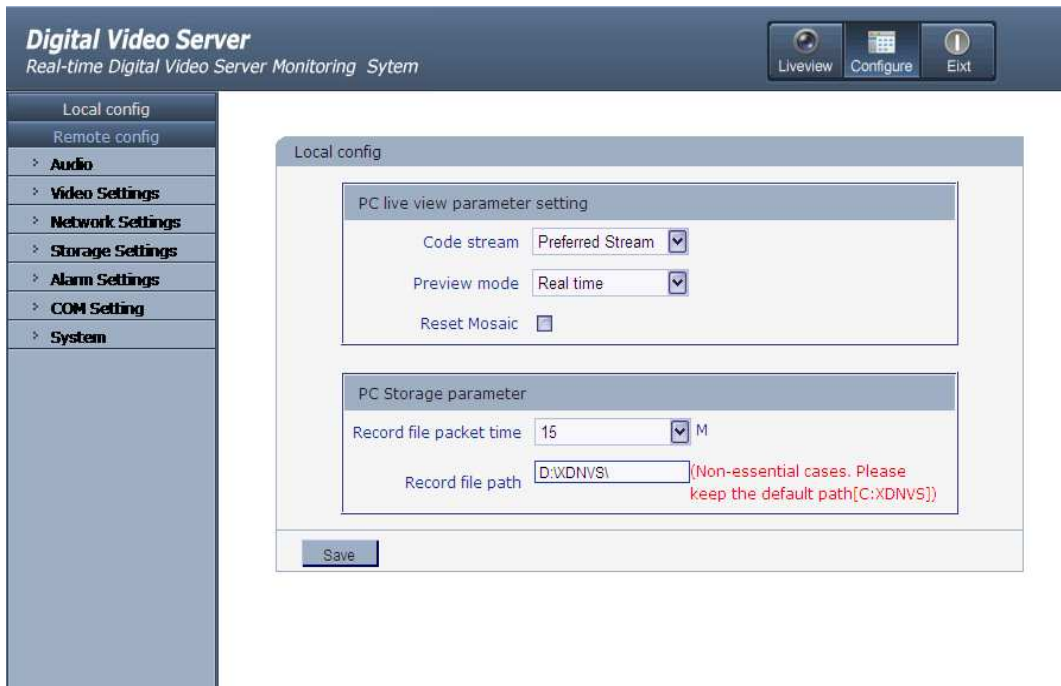 Digital Video Server
Real-time Digital Video Server Monitoring Sytem
Liveview
Configure
Eixt
Local config
Remote config
Audio
Video Settings
Network Settings
Storage Settings
Alarm Settings
COM Setting
System
Local config
PC live view parameter setting
Code stream Preferred Stream
Preview mode Real time
Reset Mosaic
PC Storage parameter
Record file packet time 15 M
Record file path D:\XDNVS\ (Non-essential cases. Please
keep the default path[C:XDNVS])
Save